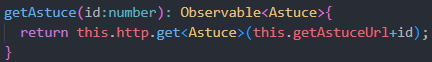 getAstuce(id:number): Observable<Astuce>{
  return this.http.get<Astuce>(this.getAstuceUrl+id);
}